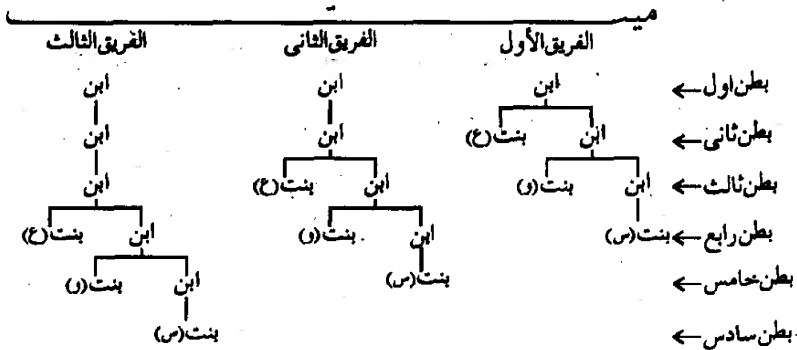 ميت
الفريق الأول الفريق الثانى الفريق الثالث
بطن اول ← ابن ابن ابن
بطن ثانى ← ابن بنت (ع) ابن ابن
بطن ثالث ← ابن بنت (و) ابن بنت (ع) ابن
بطن رابع ← بنت (س) ابن بنت (و) ابن بنت (ع)
بطن خامس ← بنت (س) ابن بنت (و)
بطن سادس ← بنت (س)